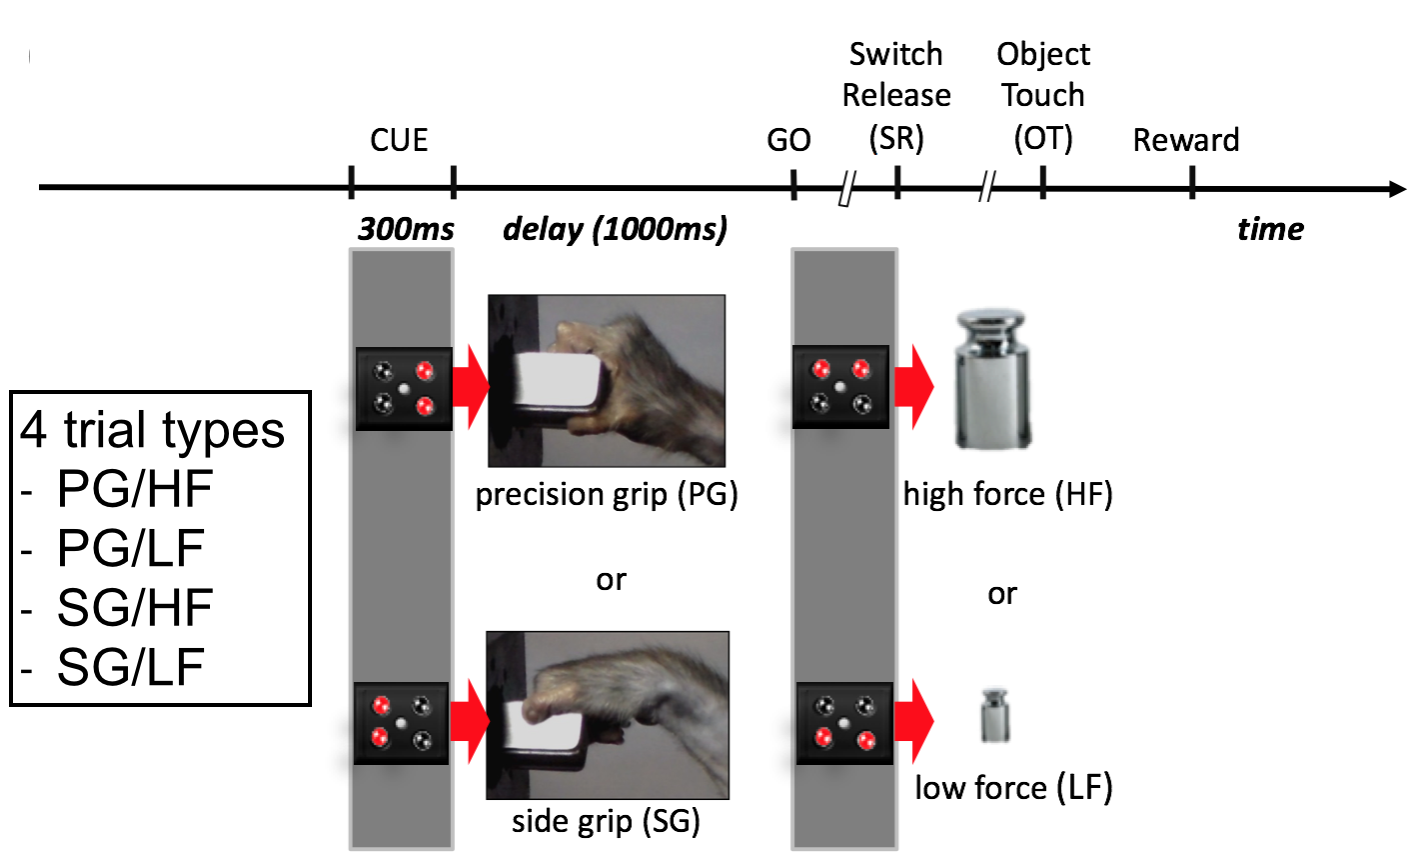 Switch
Release
(SR)
Object
Touch
(OT)
CUE
GO
Reward
300ms
delay (1000ms)
time
4 trial types
- PG/HF
- PG/LF
- SG/HF
- SG/LF
precision grip (PG)
or
side grip (SG)
high force (HF)
or
low force (LF)